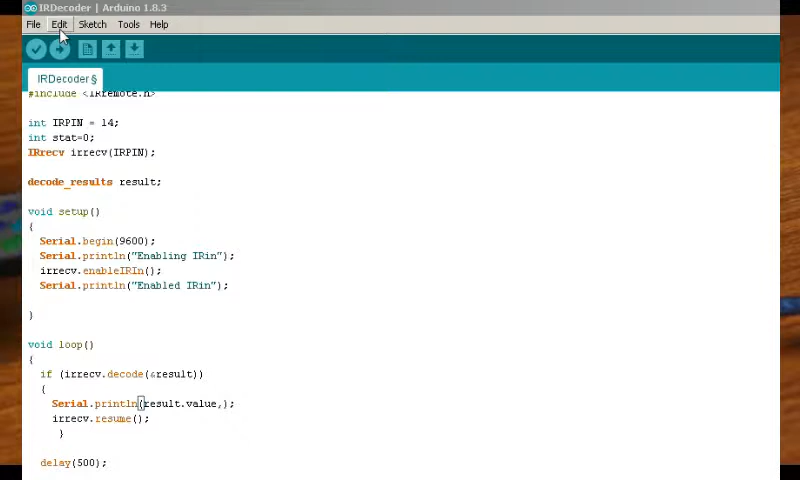 IRDecoder | Arduino 1.8.3
File Edit Sketch Tools Help
IRDecoder §
#include <IRremote.h>
int IRPIN = 14;
int stat=0;
IRrecv irrecv(IRPIN);
decode_results result;
void setup()
{
Serial.begin(9600);
Serial.println("Enabling IRin");
irrecv.enableIRIn();
Serial.println("Enabled IRin");
}
void loop()
{
if (irrecv.decode(&result))
{
Serial.println(result.value,);
irrecv.resume();
}
delay(500);